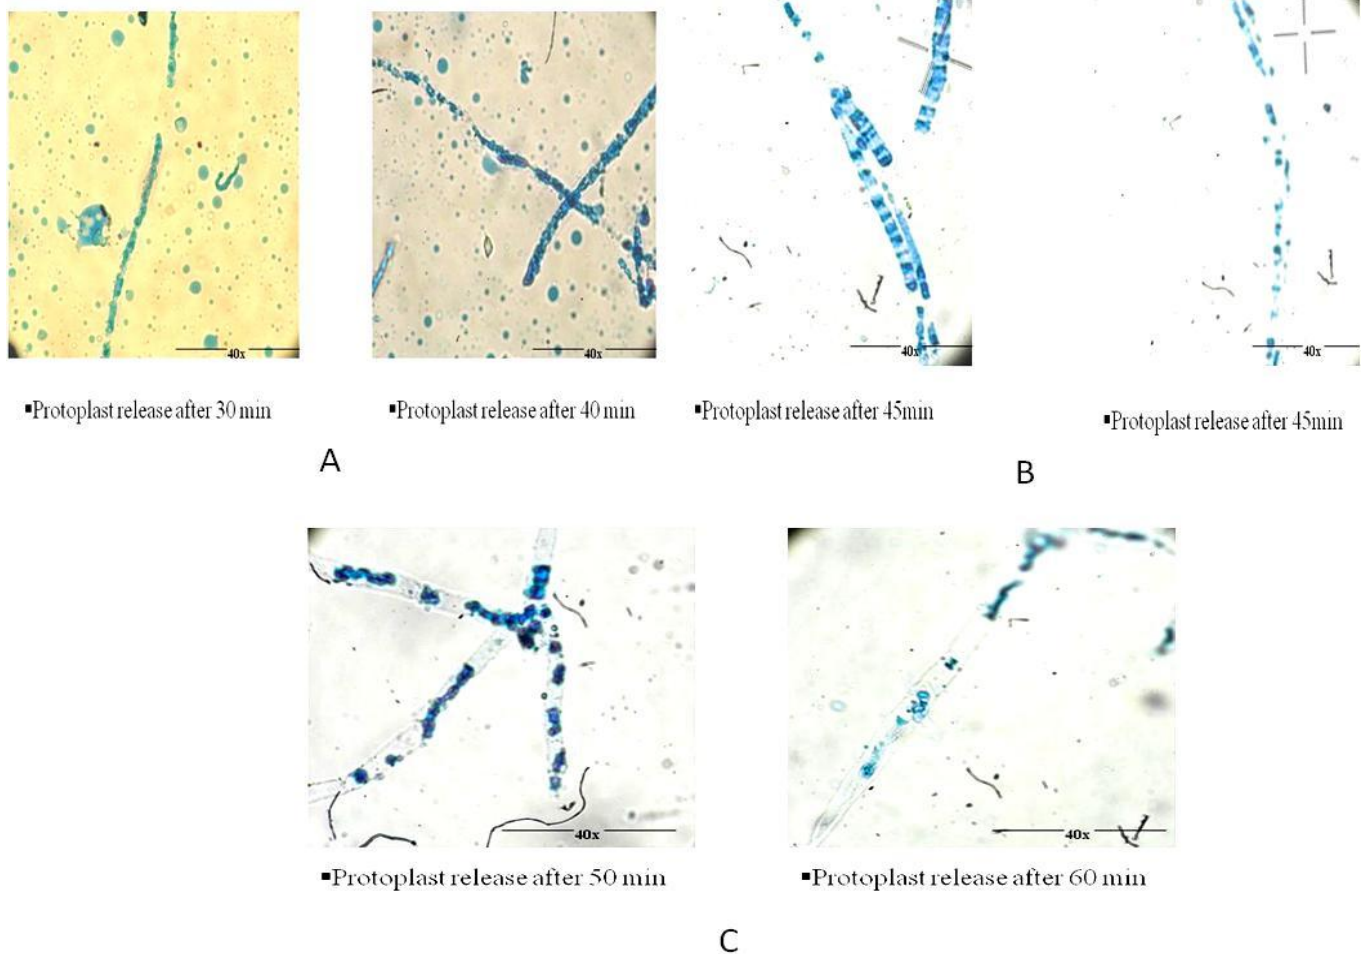 40x
40x
40x
40x
▪Protoplast release after 30 min
▪Protoplast release after 40 min
▪Protoplast release after 45min
▪Protoplast release after 45min
A
B
40x
40x
▪Protoplast release after 50 min
▪Protoplast release after 60 min
C